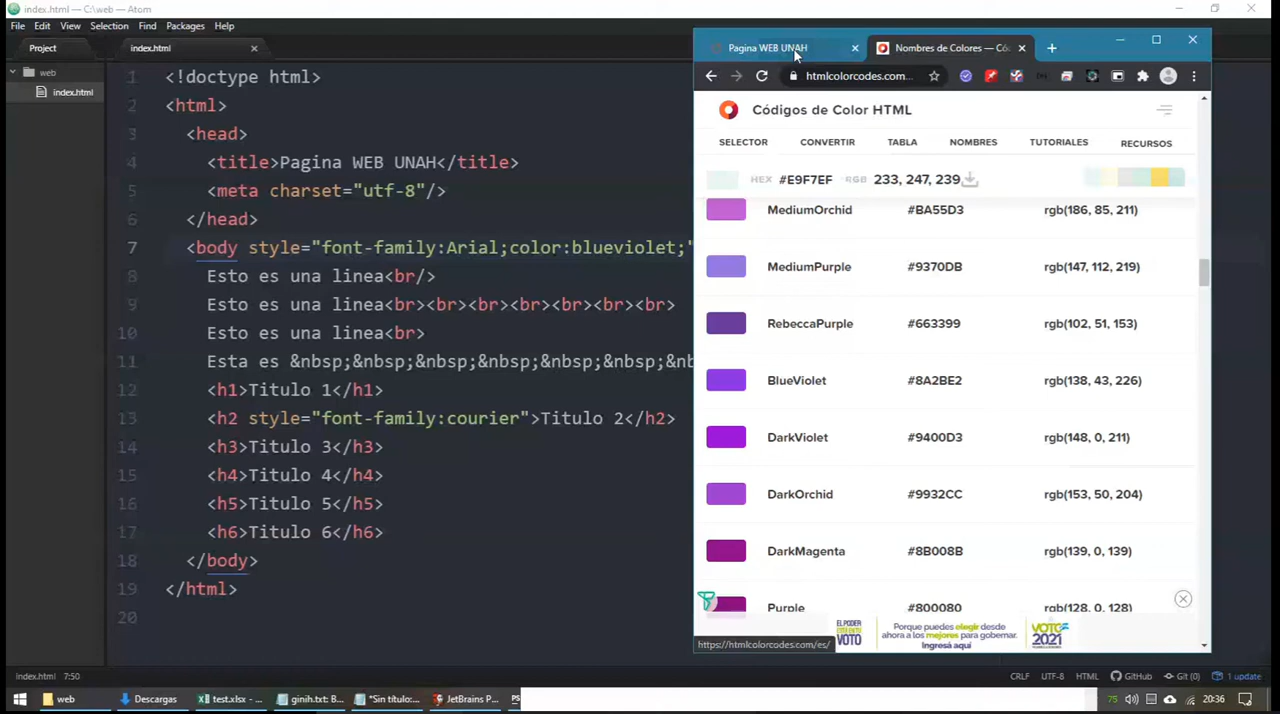 index.html — C:\web — Atom
File Edit View Selection Find Packages Help
Project
index.html
web
index.html
1 <!doctype html>
2 <html>
3 <head>
4 <title>Pagina WEB UNAH</title>
5 <meta charset="utf-8"/>
6 </head>
7 <body style="font-family:Arial;color:blueviolet;"
8 Esto es una linea<br/>
9 Esto es una linea<br><br><br><br><br><br><br>
10 Esto es una linea<br>
11 Esta es &nbsp;&nbsp;&nbsp;&nbsp;&nbsp;&nbsp;&nb
12 <h1>Titulo 1</h1>
13 <h2 style="font-family:courier">Titulo 2</h2>
14 <h3>Titulo 3</h3>
15 <h4>Titulo 4</h4>
16 <h5>Titulo 5</h5>
17 <h6>Titulo 6</h6>
18 </body>
19 </html>
20
Pagina WEB UNAH
Nombres de Colores — Có
htmlcolorcodes.com...
Códigos de Color HTML
SELECTOR CONVERTIR TABLA NOMBRES TUTORIALES RECURSOS
HEX #E9F7EF RGB 233, 247, 239
MediumOrchid #BA55D3 rgb(186, 85, 211)
MediumPurple #9370DB rgb(147, 112, 219)
RebeccaPurple #663399 rgb(102, 51, 153)
BlueViolet #8A2BE2 rgb(138, 43, 226)
DarkViolet #9400D3 rgb(148, 0, 211)
DarkOrchid #9932CC rgb(153, 50, 204)
DarkMagenta #8B008B rgb(139, 0, 139)
Purple #800080 rgb(128, 0, 128)
EL PODER
ESTÁ EN TU
VOTO
Porque puedes elegir desde
ahora a los mejores para gobernar.
Ingresá aquí
VOTO
2021
https://htmlcolorcodes.com/es/
index.html 7:50
CRLF UTF-8 HTML GitHub Git (0) 1 update
web
Descargas
test.xlsx - ...
ginih.txt: B...
*Sin título:...
JetBrains P...
PS
75
20:36